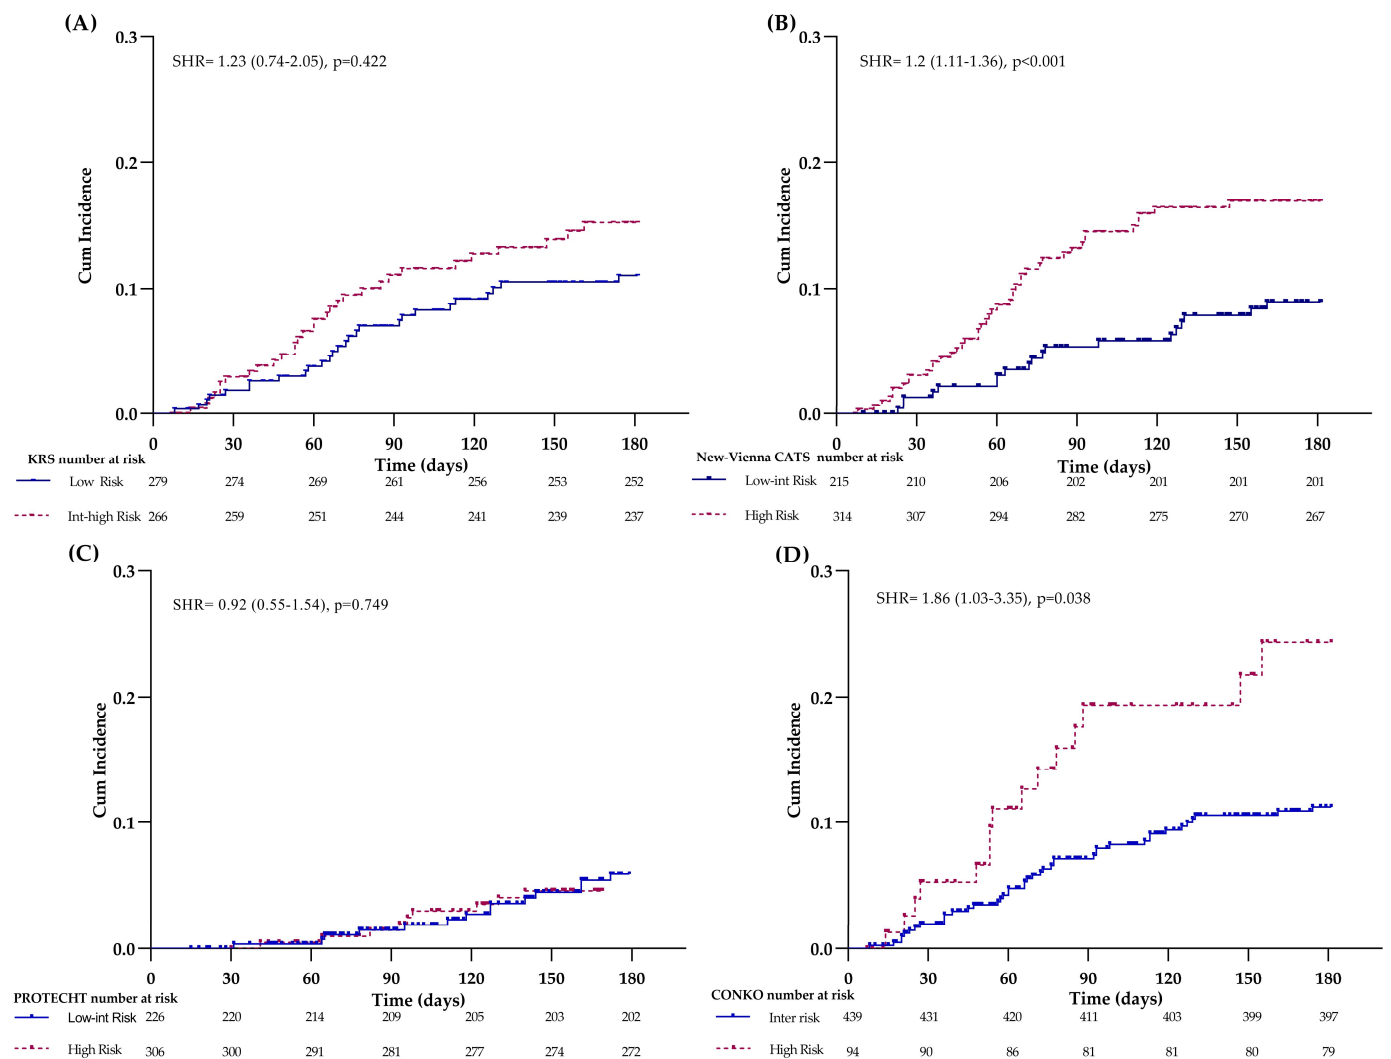 (A)
SHR= 1.23 (0.74-2.05), p=0.422
Cum Incidence
0.3
0.2
0.1
0.0
0 30 60 90 120 150 180
Time (days)
KRS number at risk
Low Risk 279 274 269 261 256 253 252
Int-high Risk 266 259 251 244 241 239 237
(B)
SHR= 1.2 (1.11-1.36), p<0.001
Cum Incidence
0.3
0.2
0.1
0.0
0 30 60 90 120 150 180
Time (days)
New-Vienna CATS number at risk
Low-int Risk 215 210 206 202 201 201 201
High Risk 314 307 294 282 275 270 267
(C)
SHR= 0.92 (0.55-1.54), p=0.749
Cum Incidence
0.3
0.2
0.1
0.0
0 30 60 90 120 150 180
Time (days)
PROTECHT number at risk
Low-int Risk 226 220 214 209 205 203 202
High Risk 306 300 291 281 277 274 272
(D)
SHR= 1.86 (1.03-3.35), p=0.038
Cum Incidence
0.3
0.2
0.1
0.0
0 30 60 90 120 150 180
Time (days)
CONKO number at risk
Inter risk 439 431 420 411 403 399 397
High Risk 94 90 86 81 81 80 79